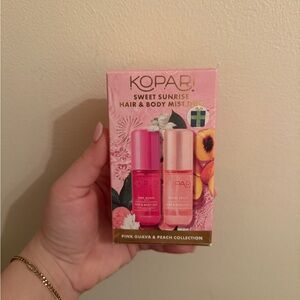 KOPARI
SWEET SUNRISE
HAIR & BODY MIST DUO
PINK GUAVA & PEACH COLLECTION